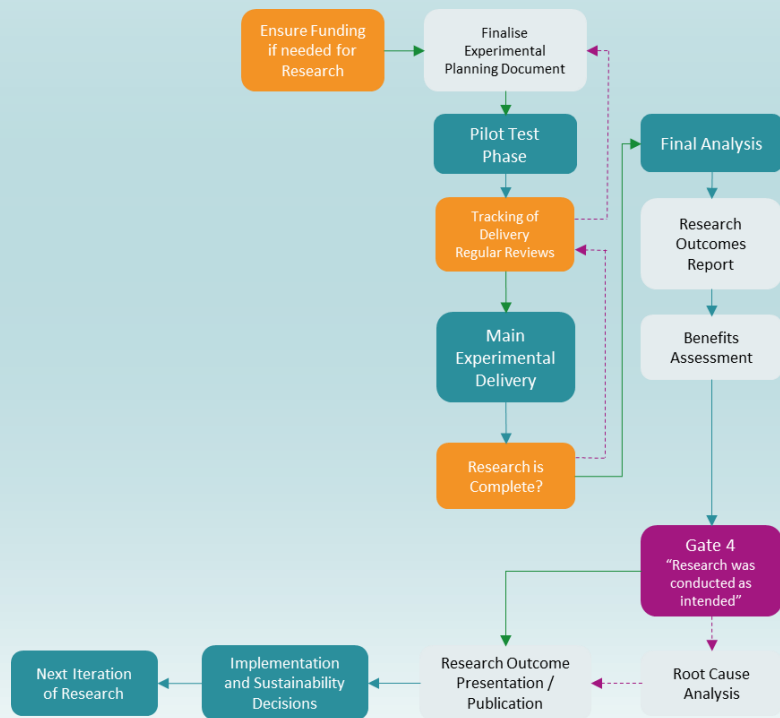 Ensure Funding
if needed for
Research
Finalise
Experimental
Planning Document
Pilot Test
Phase
Tracking of
Delivery
Regular Reviews
Main
Experimental
Delivery
Research is
Complete?
Final Analysis
Research
Outcomes
Report
Benefits
Assessment
Gate 4
“Research was
conducted as
intended”
Root Cause
Analysis
Research Outcome
Presentation /
Publication
Implementation
and Sustainability
Decisions
Next Iteration
of Research